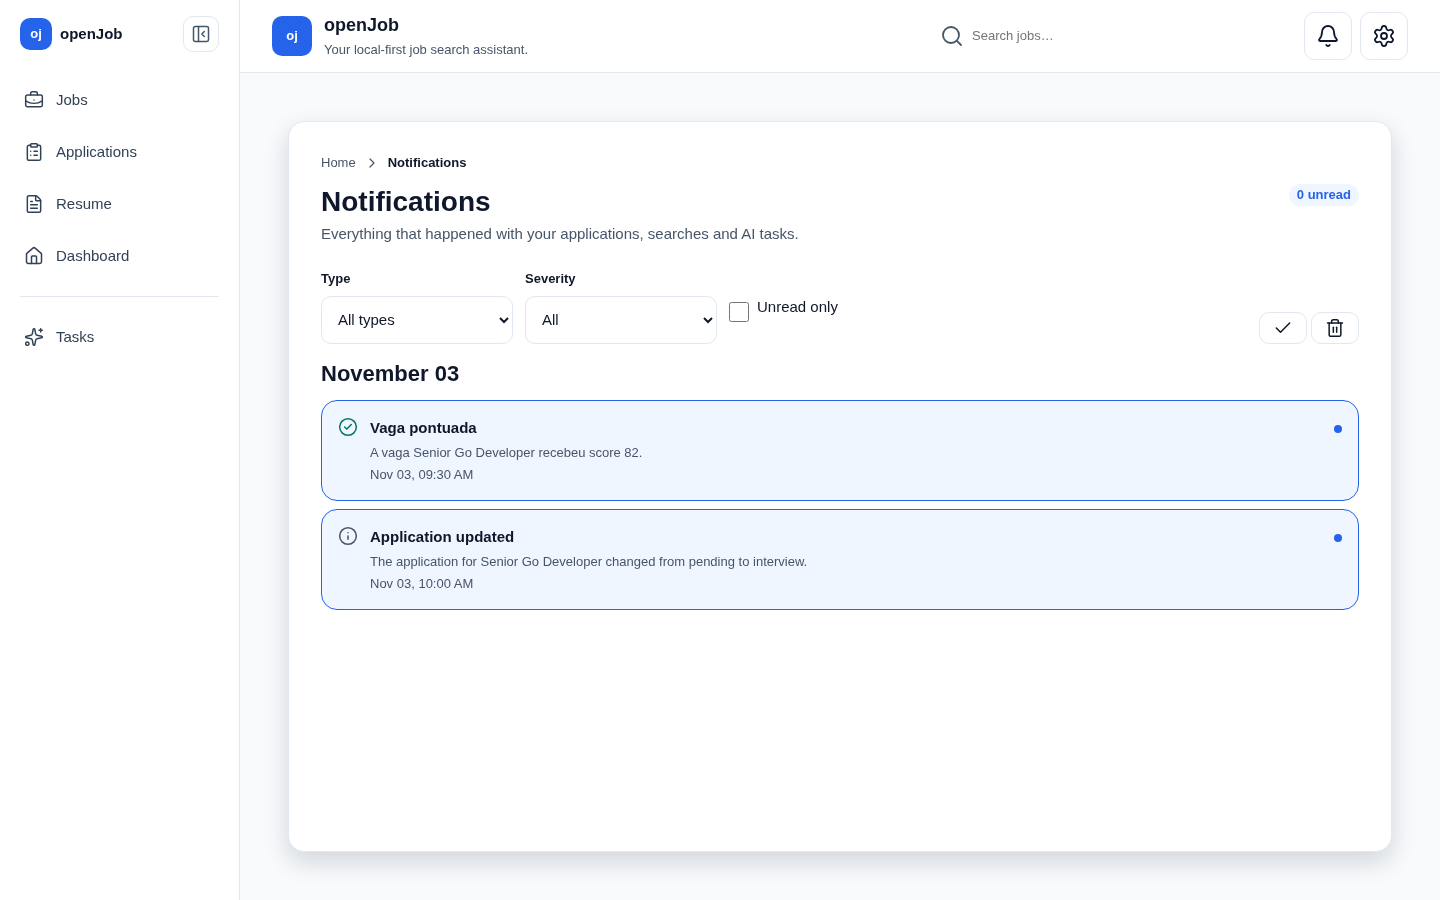 oj openJob
Jobs
Applications
Resume
Dashboard
Tasks
oj
openJob
Your local-first job search assistant.
Search jobs…
Home Notifications
Notifications
0 unread
Everything that happened with your applications, searches and AI tasks.
Type Severity
All types All Unread only
November 03
Vaga pontuada
A vaga Senior Go Developer recebeu score 82.
Nov 03, 09:30 AM
Application updated
The application for Senior Go Developer changed from pending to interview.
Nov 03, 10:00 AM